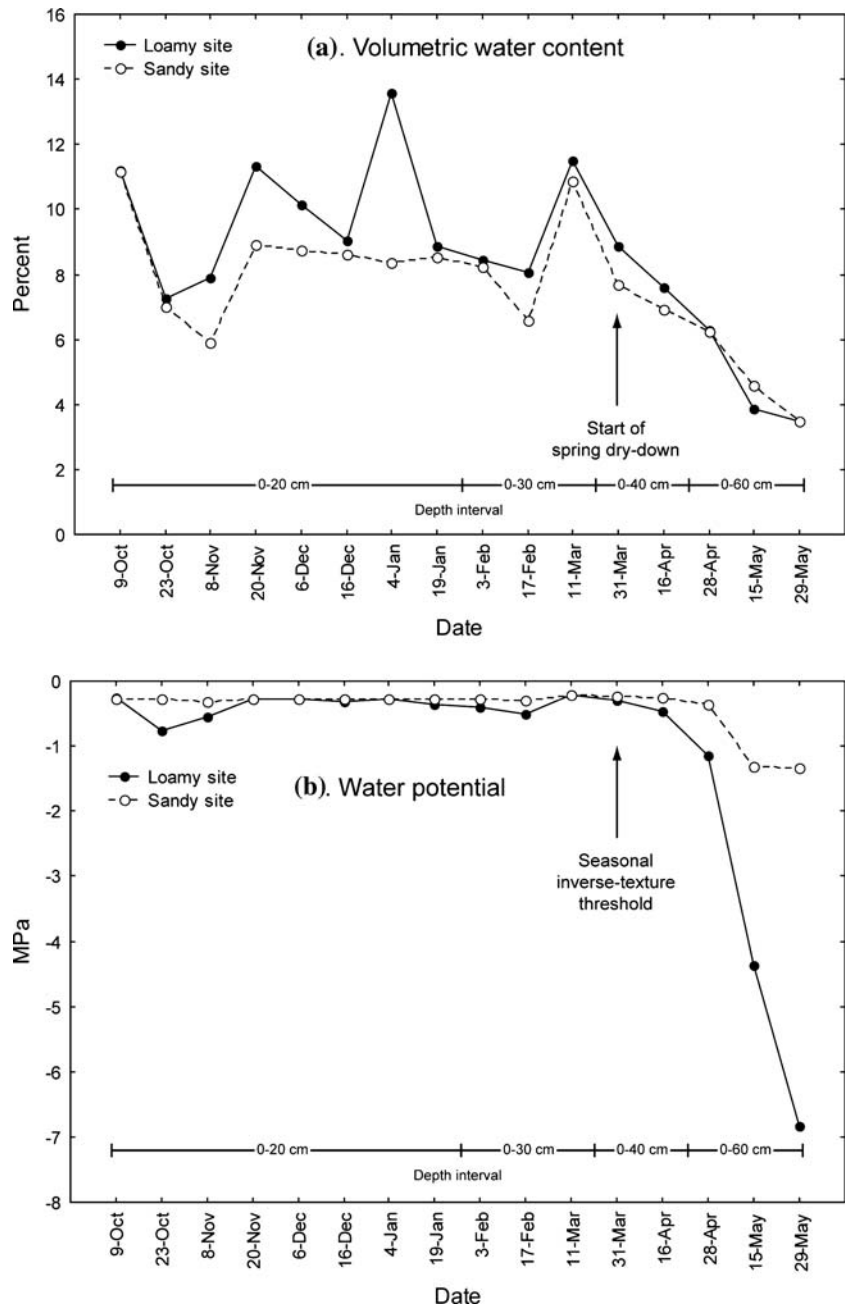 16
14
12
10
8
6
4
2
0
Percent
Loamy site
Sandy site
(a). Volumetric water content
Start of
spring dry-down
0-20 cm
0-30 cm
0-40 cm
0-60 cm
Depth interval
9-Oct
23-Oct
8-Nov
20-Nov
6-Dec
16-Dec
4-Jan
19-Jan
3-Feb
17-Feb
11-Mar
31-Mar
16-Apr
28-Apr
15-May
29-May
Date
0
-1
-2
-3
-4
-5
-6
-7
-8
MPa
Loamy site
Sandy site
(b). Water potential
Seasonal
inverse-texture
threshold
0-20 cm
0-30 cm
0-40 cm
0-60 cm
Depth interval
9-Oct
23-Oct
8-Nov
20-Nov
6-Dec
16-Dec
4-Jan
19-Jan
3-Feb
17-Feb
11-Mar
31-Mar
16-Apr
28-Apr
15-May
29-May
Date